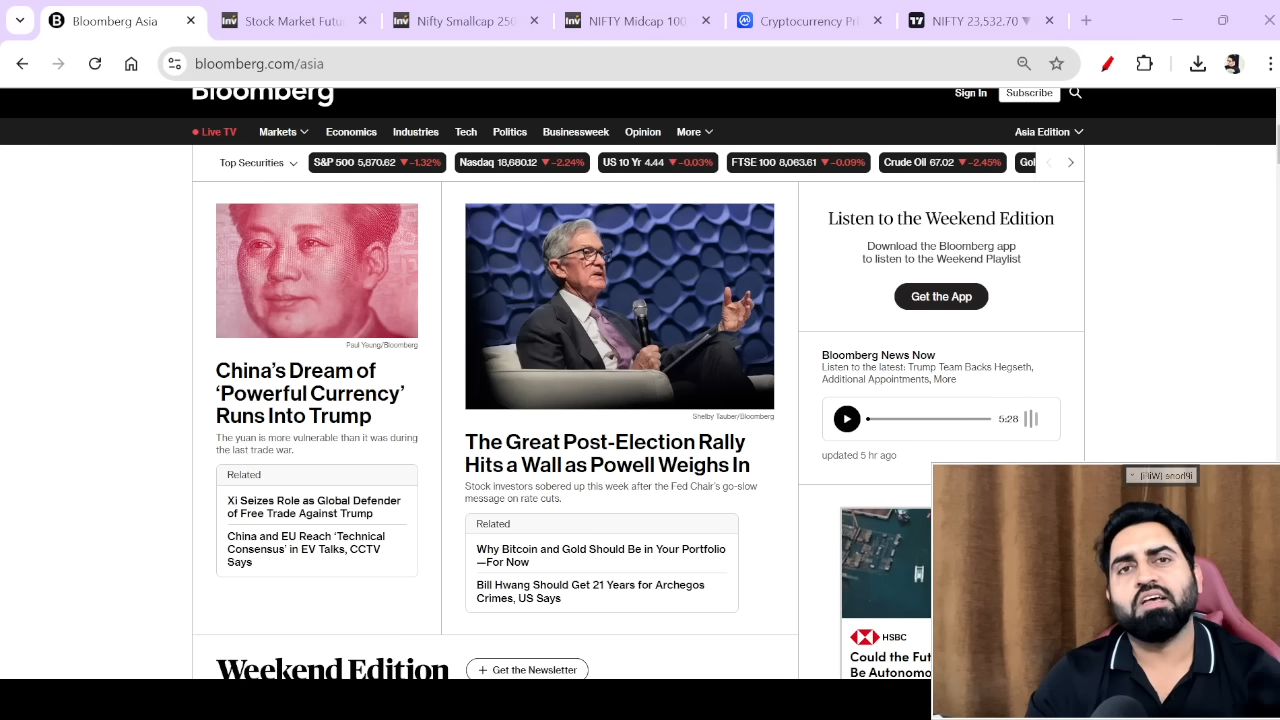 Bloomberg Asia
Stock Market Futu
Nifty Smallcap 250
NIFTY Midcap 100
Cryptocurrency Pri
NIFTY 23,532.70 ▼
bloomberg.com/asia
Bloomberg
Sign In
Subscribe
Live TV
Markets
Economics
Industries
Tech
Politics
Businessweek
Opinion
More
Asia Edition
Top Securities
S&P 500 5,870.62 ▼ -1.32%
Nasdaq 18,680.12 ▼ -2.24%
US 10 Yr 4.44 ▼ -0.03%
FTSE 100 8,063.61 ▼ -0.09%
Crude Oil 67.02 ▼ -2.45%
Gol
Paul Yeung/Bloomberg
China's Dream of
'Powerful Currency'
Runs Into Trump
The yuan is more vulnerable than it was during
the last trade war.
Related
Xi Seizes Role as Global Defender
of Free Trade Against Trump
China and EU Reach 'Technical
Consensus' in EV Talks, CCTV
Says
Shelby Tauber/Bloomberg
The Great Post-Election Rally
Hits a Wall as Powell Weighs In
Stock investors sobered up this week after the Fed Chair's go-slow
message on rate cuts.
Related
Why Bitcoin and Gold Should Be in Your Portfolio
—For Now
Bill Hwang Should Get 21 Years for Archegos
Crimes, US Says
Listen to the Weekend Edition
Download the Bloomberg app
to listen to the Weekend Playlist
Get the App
Bloomberg News Now
Listen to the latest: Trump Team Backs Hegseth,
Additional Appointments, More
5:28
updated 5 hr ago
HSBC
Could the Fut
Be Autonomo
iPhone (WiFi)
Weekend Edition
Get the Newsletter